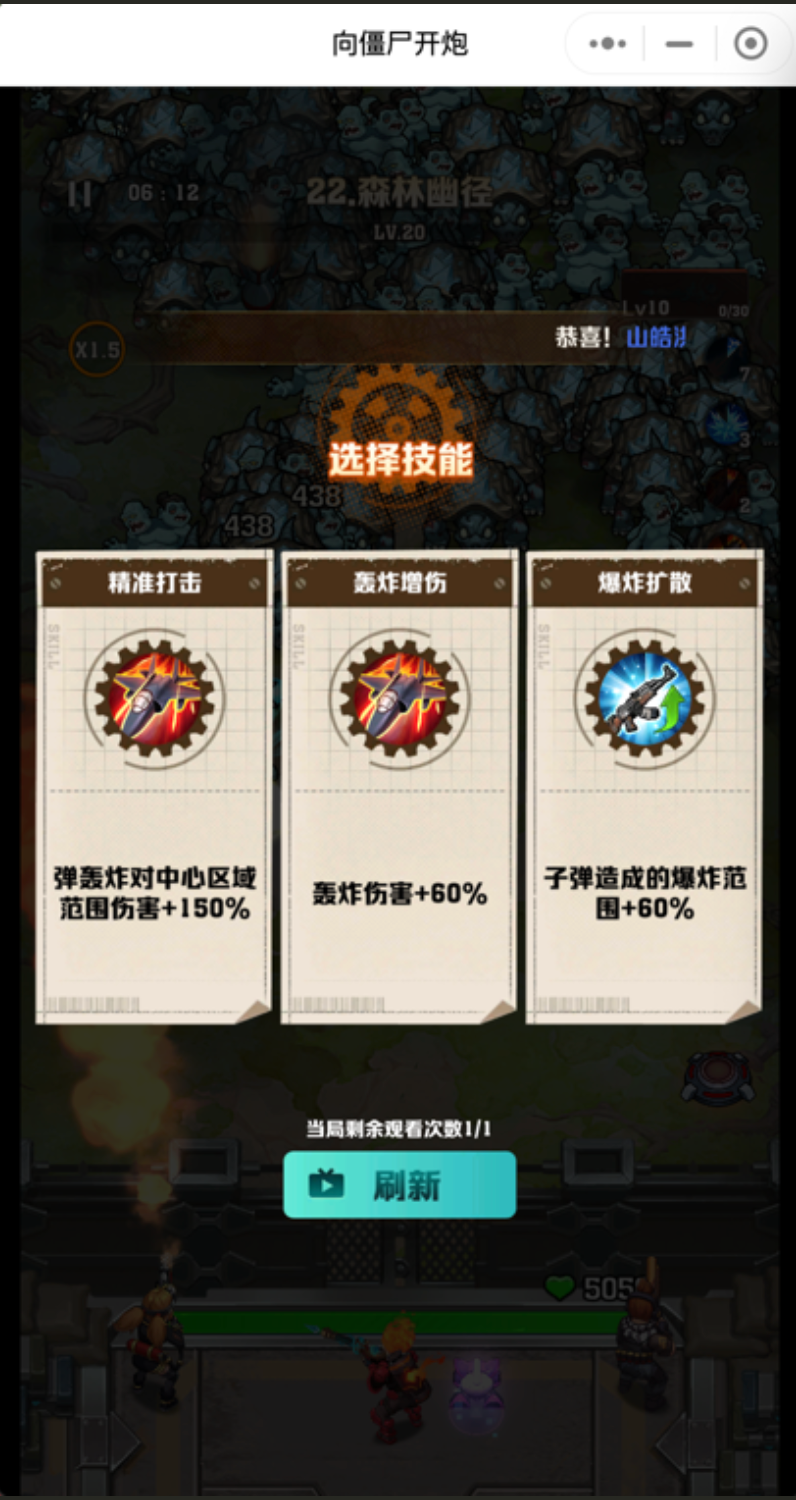 向僵尸开炮
06:12
22.森林幽径
LV.20
Lv10
0/30
X1.5
恭喜！山皓
7
3
2
选择技能
438
438
精准打击
轰炸增伤
爆炸扩散
SKILL
SKILL
SKILL
弹轰炸对中心区域
范围伤害+150%
轰炸伤害+60%
子弹造成的爆炸范
围+60%
当局剩余观看次数1/1
刷新
505